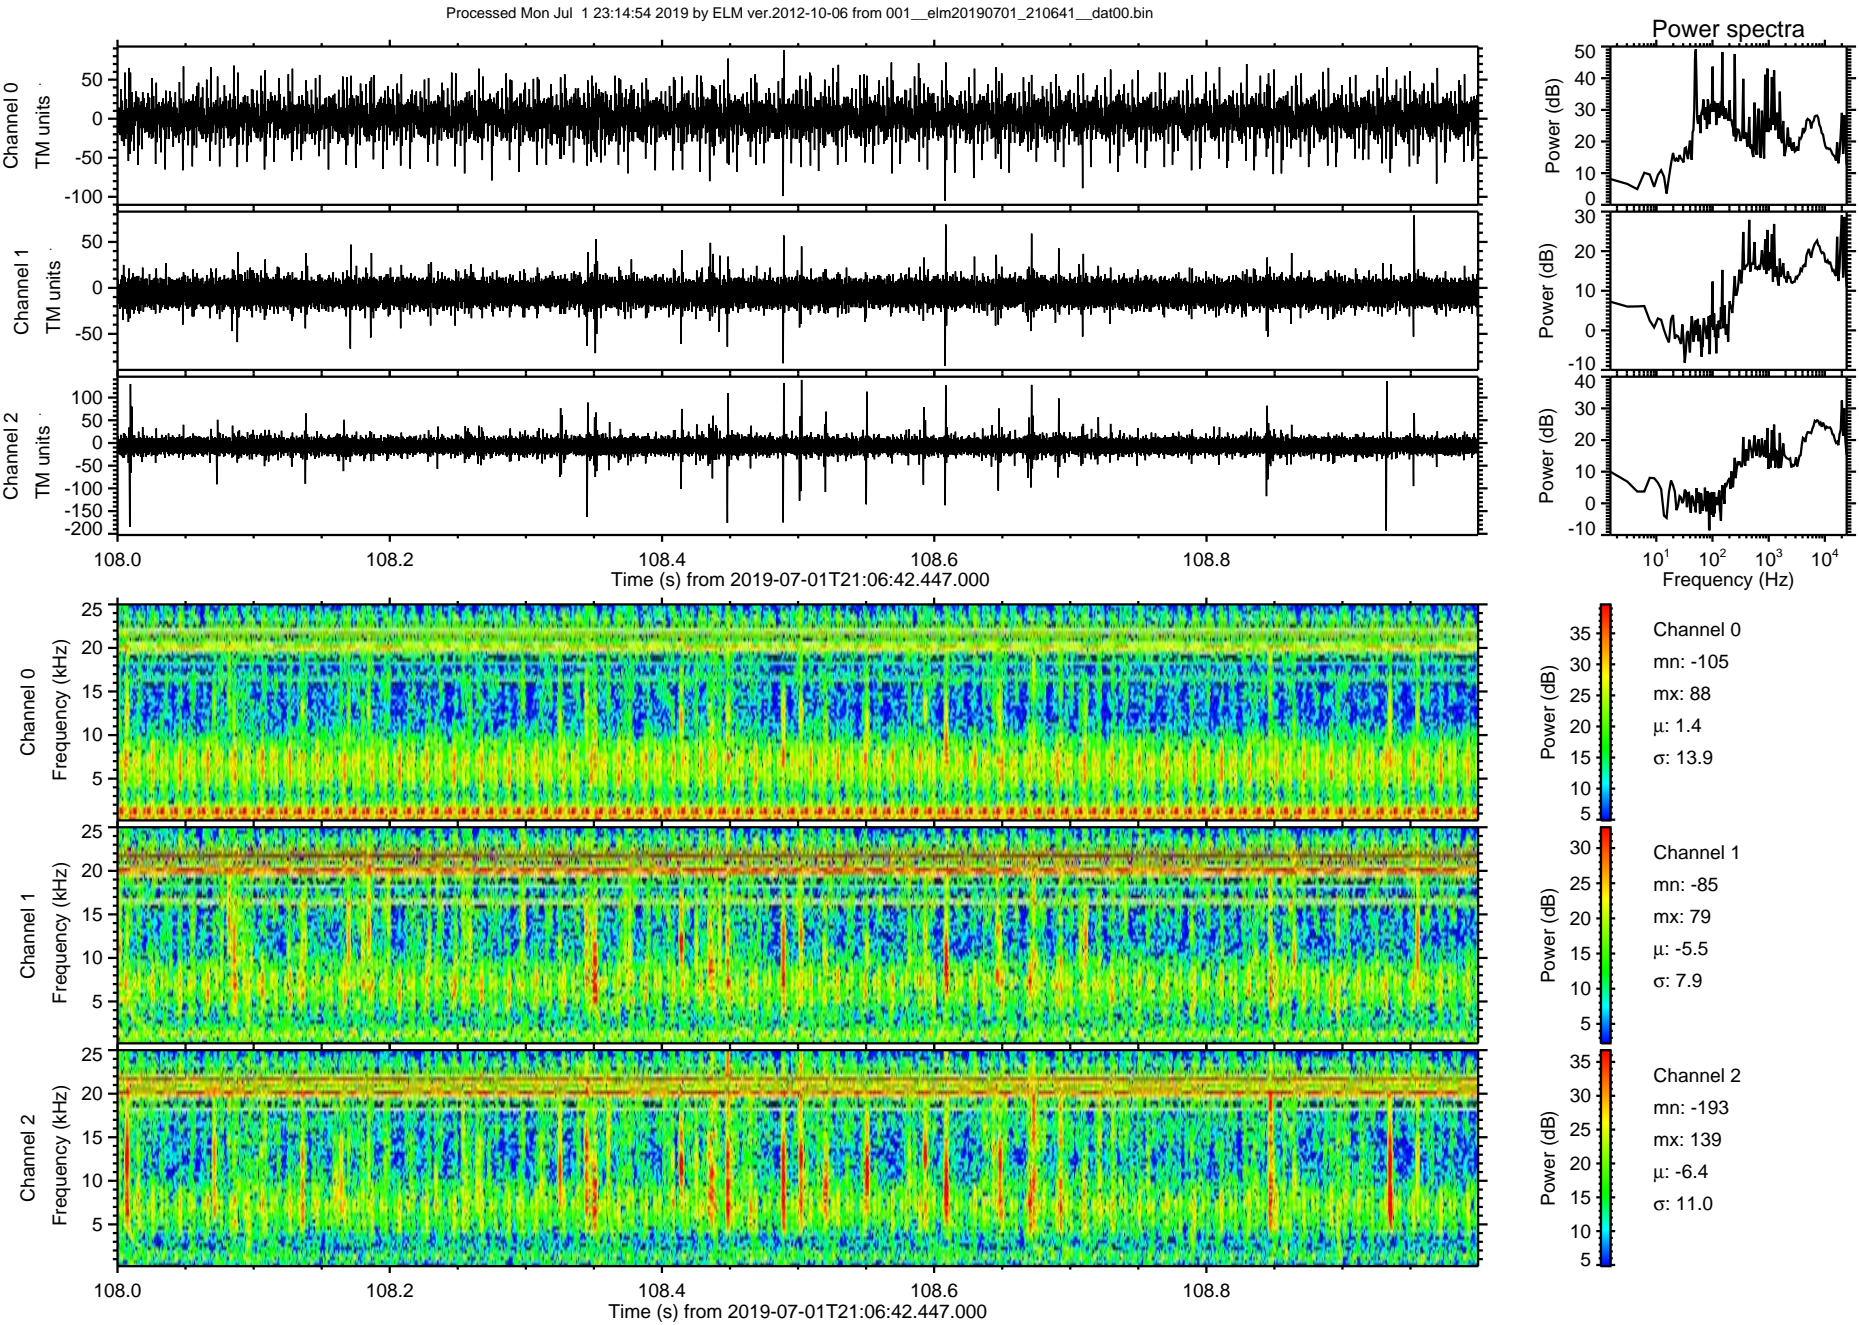 Processed Mon Jul  1 23:14:54 2019 by ELM ver.2012-10-06 from 001__elm20190701_210641__dat00.bin
Power spectra
Channel 0
TM units
50
0
-50
-100
Power (dB)
50
40
30
20
10
0
Channel 1
TM units
50
0
-50
Power (dB)
30
20
10
0
-10
Channel 2
TM units
100
50
0
-50
-100
-150
-200
Power (dB)
40
30
20
10
0
-10
108.0 108.2 108.4 108.6 108.8
Time (s) from 2019-07-01T21:06:42.447.000
10^1 10^2 10^3 10^4
Frequency (Hz)
Channel 0
Frequency (kHz)
25
20
15
10
5
Power (dB)
35
30
25
20
15
10
5
Channel 0
mn: -105
mx: 88
μ: 1.4
σ: 13.9
Channel 1
Frequency (kHz)
25
20
15
10
5
Power (dB)
30
25
20
15
10
5
Channel 1
mn: -85
mx: 79
μ: -5.5
σ: 7.9
Channel 2
Frequency (kHz)
25
20
15
10
5
Power (dB)
35
30
25
20
15
10
5
Channel 2
mn: -193
mx: 139
μ: -6.4
σ: 11.0
108.0 108.2 108.4 108.6 108.8
Time (s) from 2019-07-01T21:06:42.447.000